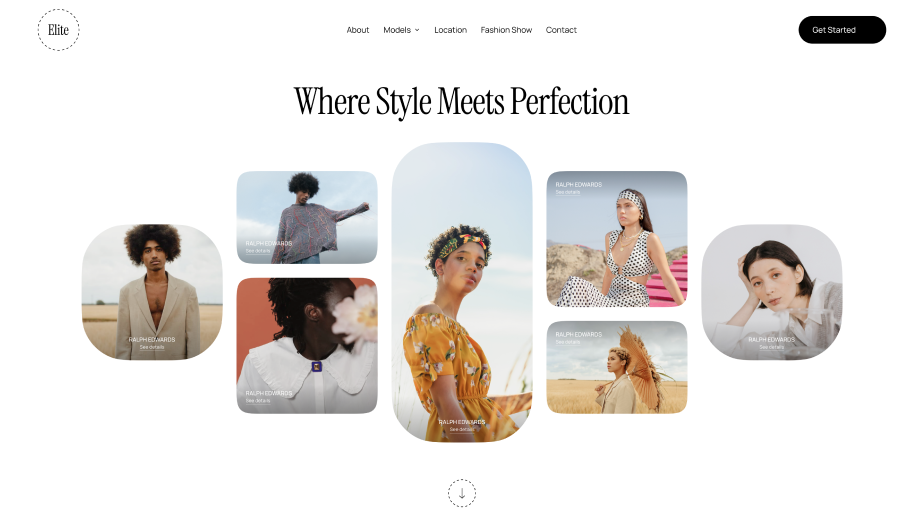 Elite
About
Models
Location
Fashion Show
Contact
Get Started
Where Style Meets Perfection
RALPH EDWARDS
See details
RALPH EDWARDS
See details
RALPH EDWARDS
See details
RALPH EDWARDS
See details
RALPH EDWARDS
See details
RALPH EDWARDS
See details
RALPH EDWARDS
See details